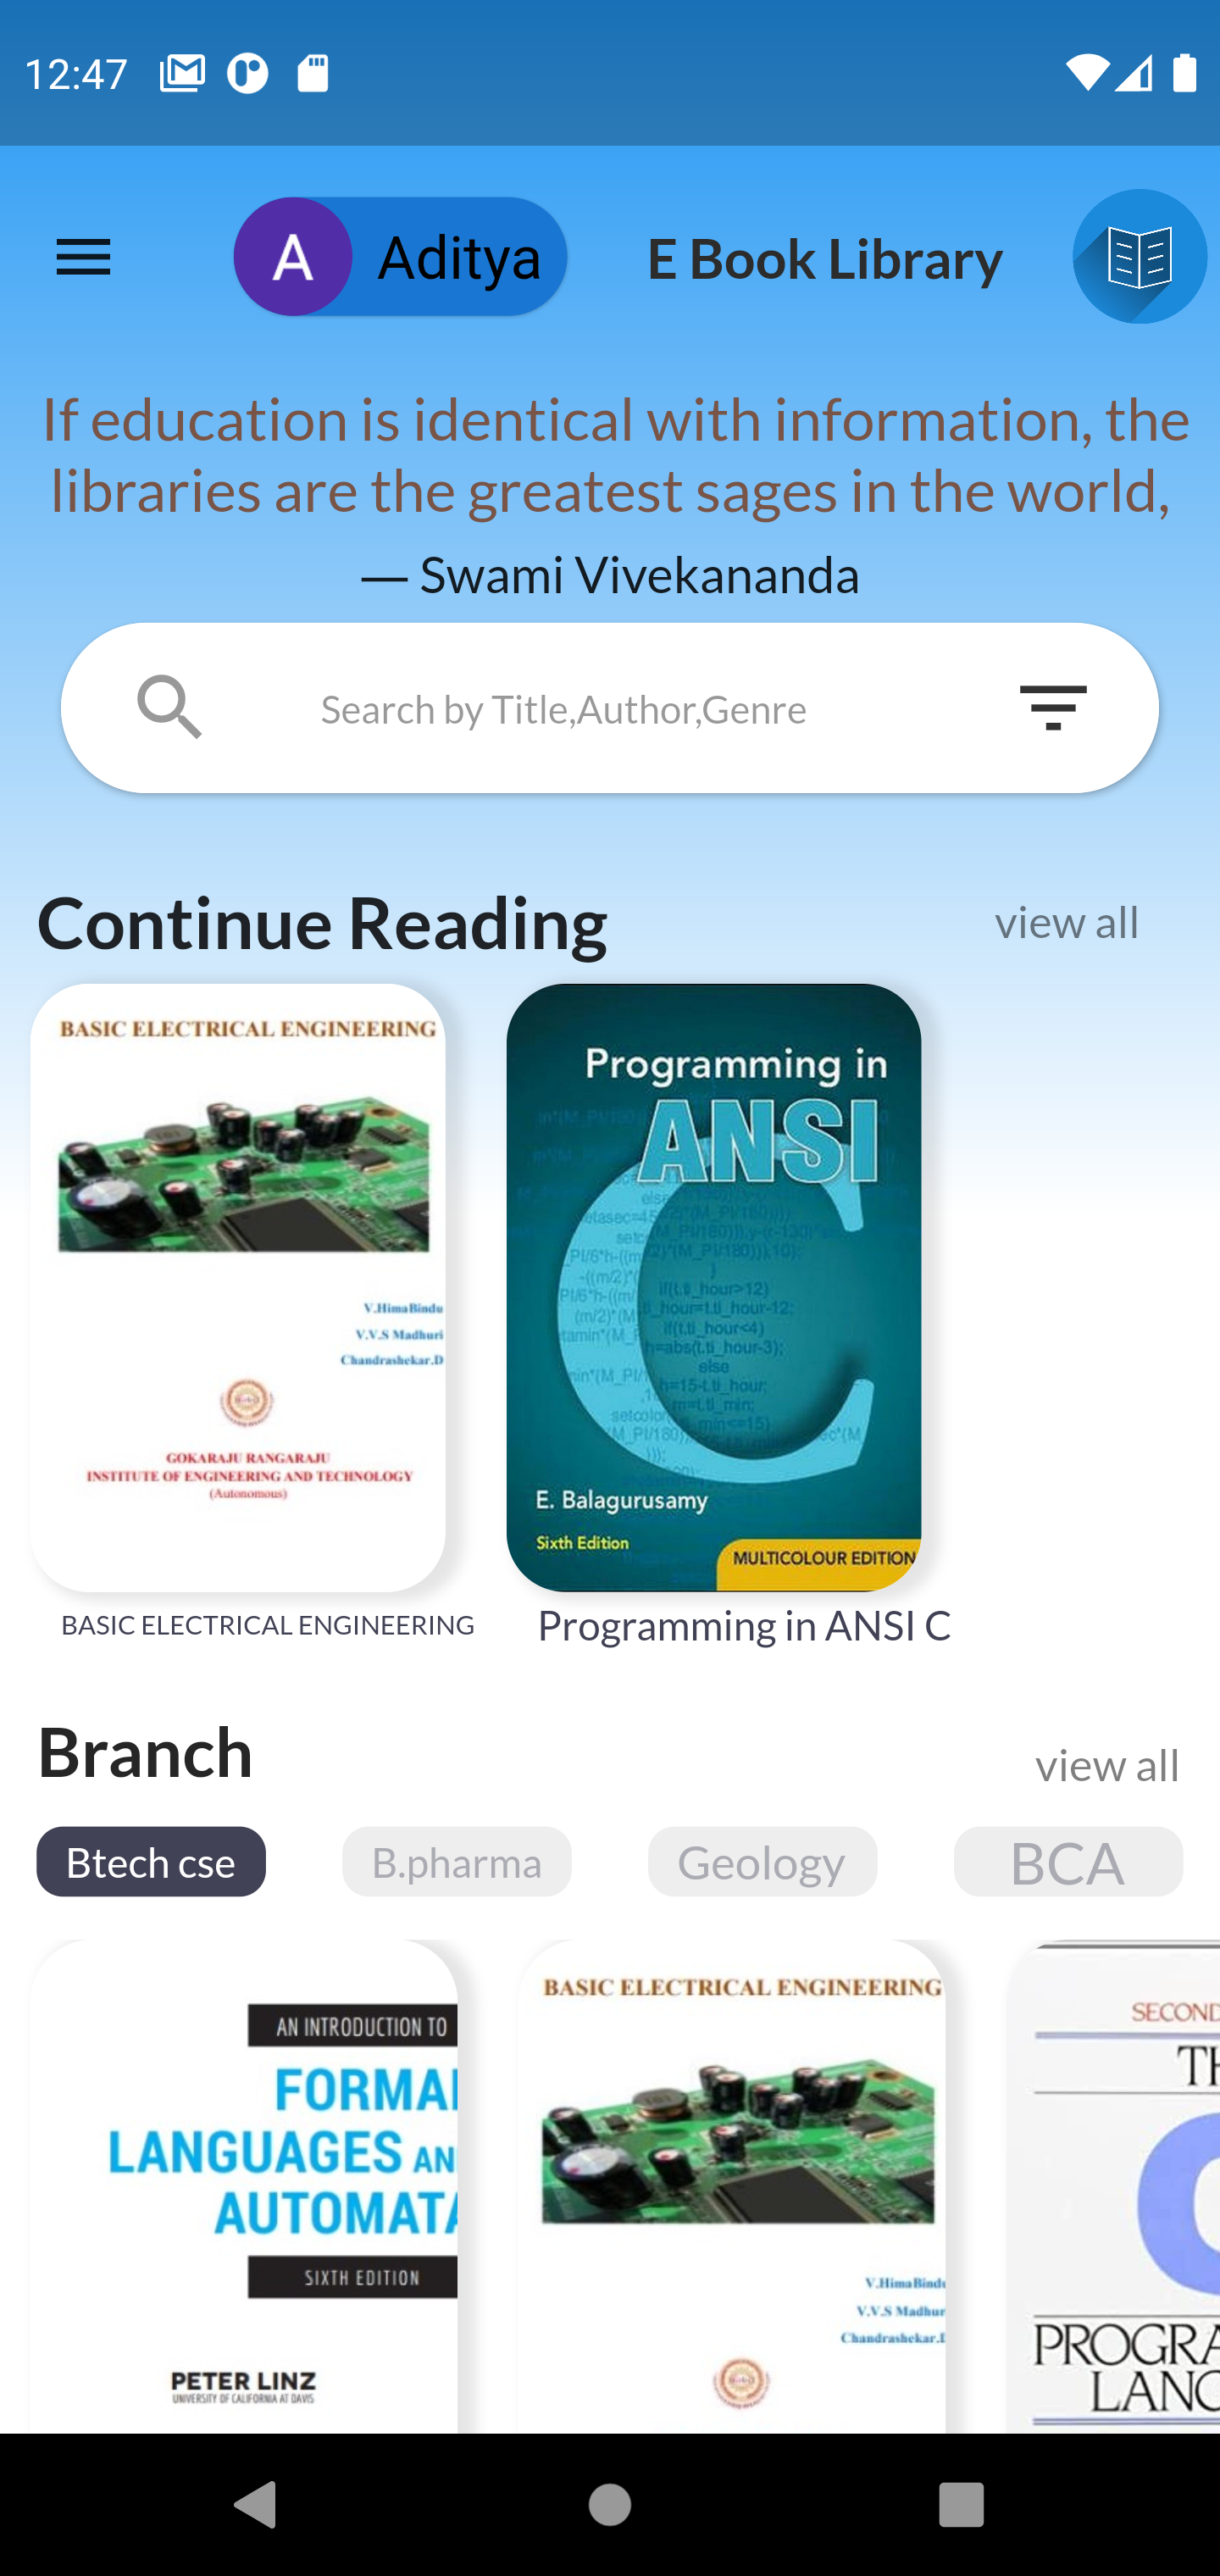 12:47
A Aditya
E Book Library
If education is identical with information, the
libraries are the greatest sages in the world,
— Swami Vivekananda
Search by Title,Author,Genre
Continue Reading
view all
BASIC ELECTRICAL ENGINEERING
V.HimaBindu
V.V.S Madhuri
Chandrashekar.D
GOKARAJU RANGARAJU
INSTITUTE OF ENGINEERING AND TECHNOLOGY
(Autonomous)
Programming in
ANSI
C
E. Balagurusamy
Sixth Edition
MULTICOLOUR EDITION
BASIC ELECTRICAL ENGINEERING
Programming in ANSI C
Branch
view all
Btech cse
B.pharma
Geology
BCA
AN INTRODUCTION TO
FORMAL
LANGUAGES AN
AUTOMATA
SIXTH EDITION
PETER LINZ
UNIVERSITY OF CALIFORNIA AT DAVIS
BASIC ELECTRICAL ENGINEERING
V.HimaBindu
V.V.S Madhur
Chandrashekar.D
SECOND
TH
PROGRA
LANG